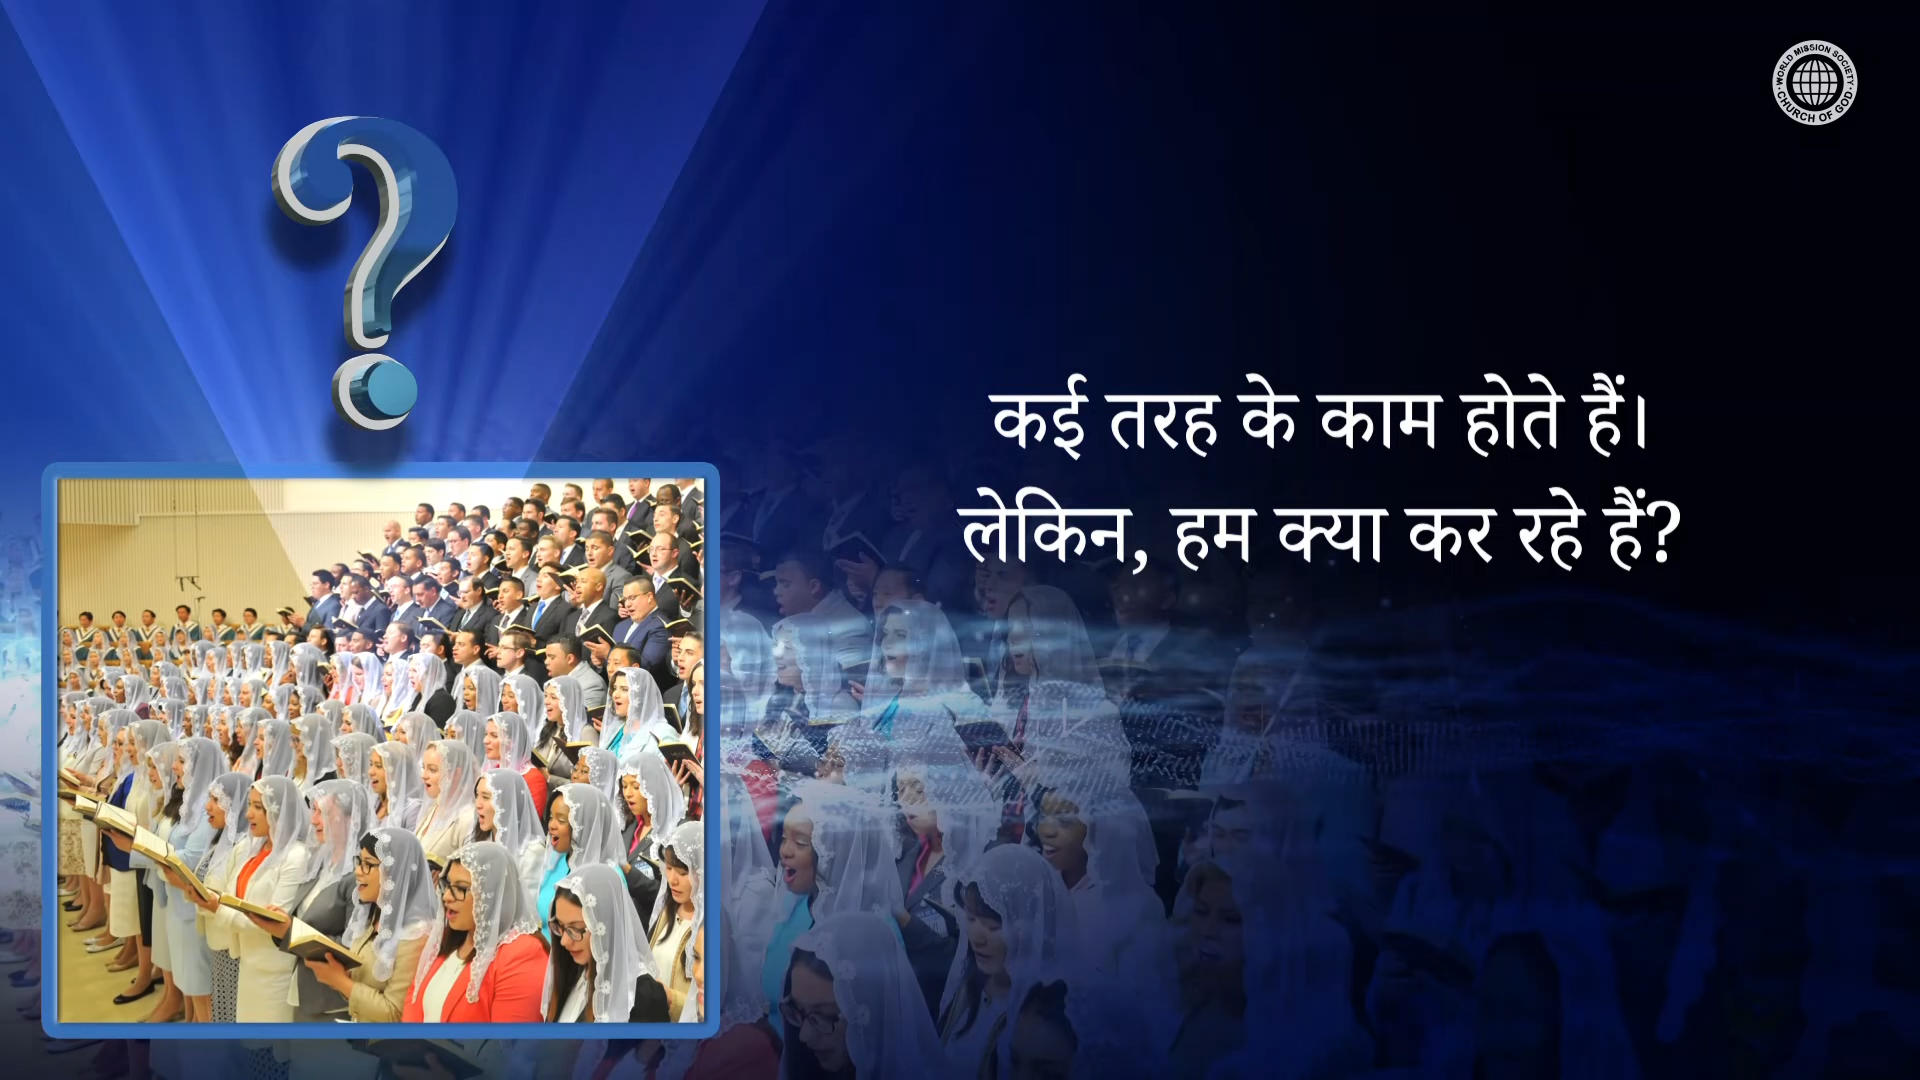 WORLD MISSION SOCIETY
CHURCH OF GOD
कई तरह के काम होते हैं।
लेकिन, हम क्या कर रहे हैं?